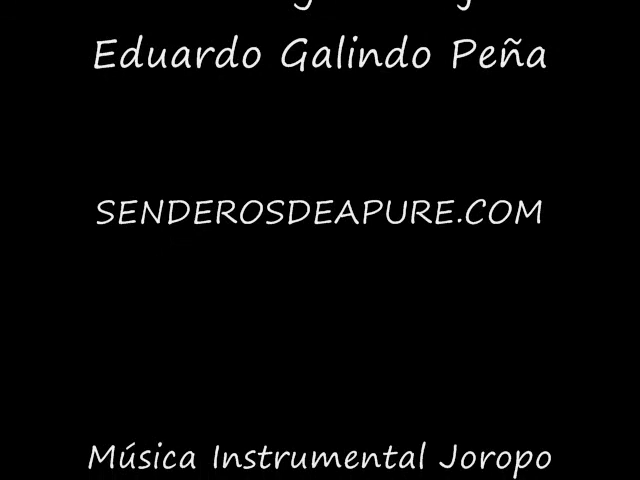 Eduardo Galindo Peña
SENDEROSDEAPURE.COM
Música Instrumental Joropo